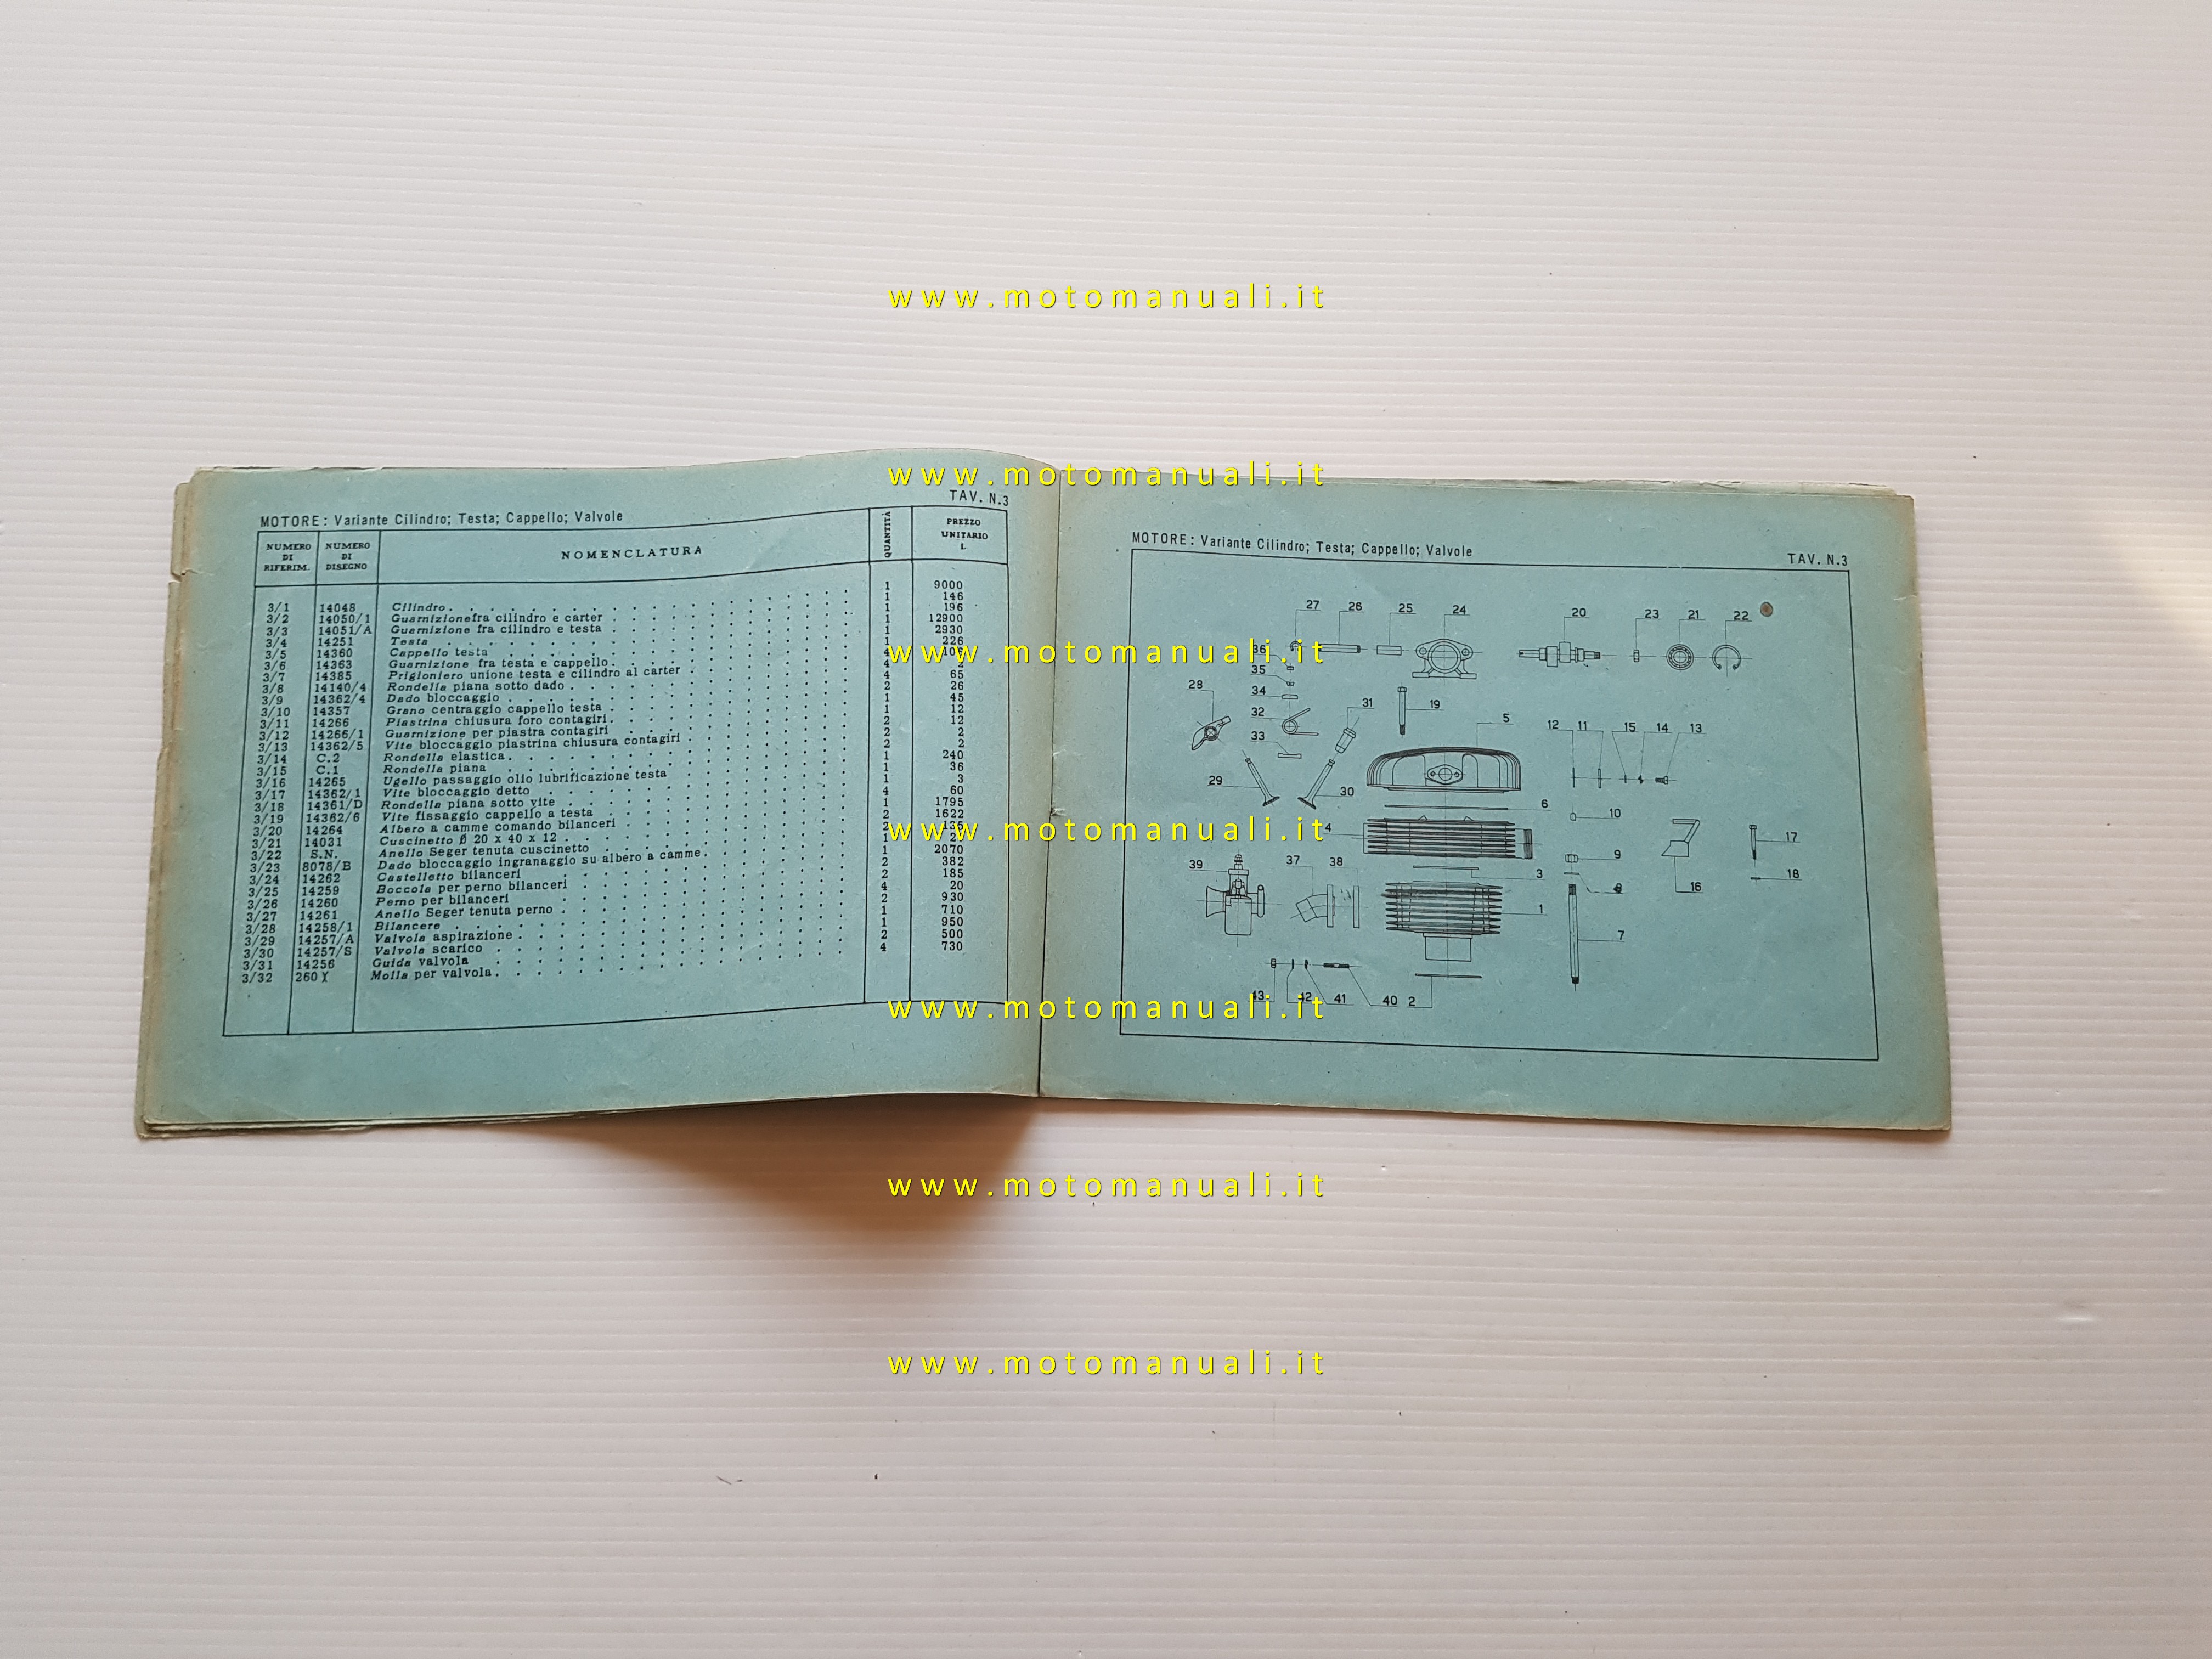 TAV. N.3
MOTORE: Variante Cilindro; Testa; Cappello; Valvole
NUMERO DI RIFERIM. NUMERO DI DISEGNO NOMENCLATURA QUANTITÀ PREZZO UNITARIO L
3/1 14048 Cilindro 1 9000
3/2 14050/1 Guarnizionefra cilindro e carter 1 146
3/3 14051/A Guarnizione fra cilindro e testa 1 196
3/4 14251 Testa 1 12900
3/5 14360 Cappello testa 1 2930
3/6 14363 Guarnizione fra testa e cappello 1 226
3/7 14385 Prigioniero unione testa e cilindro al carter 4 106
3/8 14140/4 Rondella piana sotto dado 4 2
3/9 14362/4 Dado bloccaggio 4 65
3/10 14357 Grano centraggio cappello testa 2 26
3/11 14266 Piastrina chiusura foro contagiri 1 45
3/12 14266/1 Guarnizione per piastra contagiri 1 12
3/13 14362/5 Vite bloccaggio piastrina chiusura contagiri 2 12
3/14 C.2 Rondella elastica 2 2
3/15 C.1 Rondella piana 2 2
3/16 14265 Ugello passaggio olio lubrificazione testa 1 240
3/17 14362/1 Vite bloccaggio detto 1 36
3/18 14361/D Rondella piana sotto vite 1 3
3/19 14362/6 Vite fissaggio cappello a testa 4 60
3/20 14264 Albero a camme comando bilanceri 1 1795
3/21 14031 Cuscinetto Ø 20 x 40 x 12 2 1622
3/22 S.N. Anello Seger tenuta cuscinetto 2 135
3/23 8078/B Dado bloccaggio ingranaggio su albero a camme 1
3/24 14262 Castelletto bilanceri 1 2070
3/25 14259 Boccola per perno bilanceri 2 382
3/26 14260 Perno per bilanceri 2 185
3/27 14261 Anello Seger tenuta perno 4 20
3/28 14258/1 Bilancere 2 930
3/29 14257/A Valvola aspirazione 1 710
3/30 14257/S Valvola scarico 1 950
3/31 14256 Guida valvola 2 500
3/32 260 Y Molla per valvola 4 730
MOTORE: Variante Cilindro; Testa; Cappello; Valvole
TAV. N.3
27 26 25 24 20 23 21 22
36
35
28 34 31 19
32 5 12 11 15 14 13
33
29 30
6 10
4 17
39 37 38 9
3 8 16 18
1
7
43 42 41 40 2
www.motomanuali.it
www.motomanuali.it
www.motomanuali.it
www.motomanuali.it
www.motomanuali.it
www.motomanuali.it
www.motomanuali.it